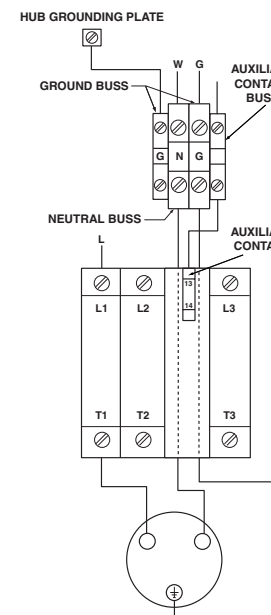 HUB GROUNDING PLATE
W G
GROUND BUSS
G N G
NEUTRAL BUSS
L
13
L1 L2 14 L3
T1 T2 T3